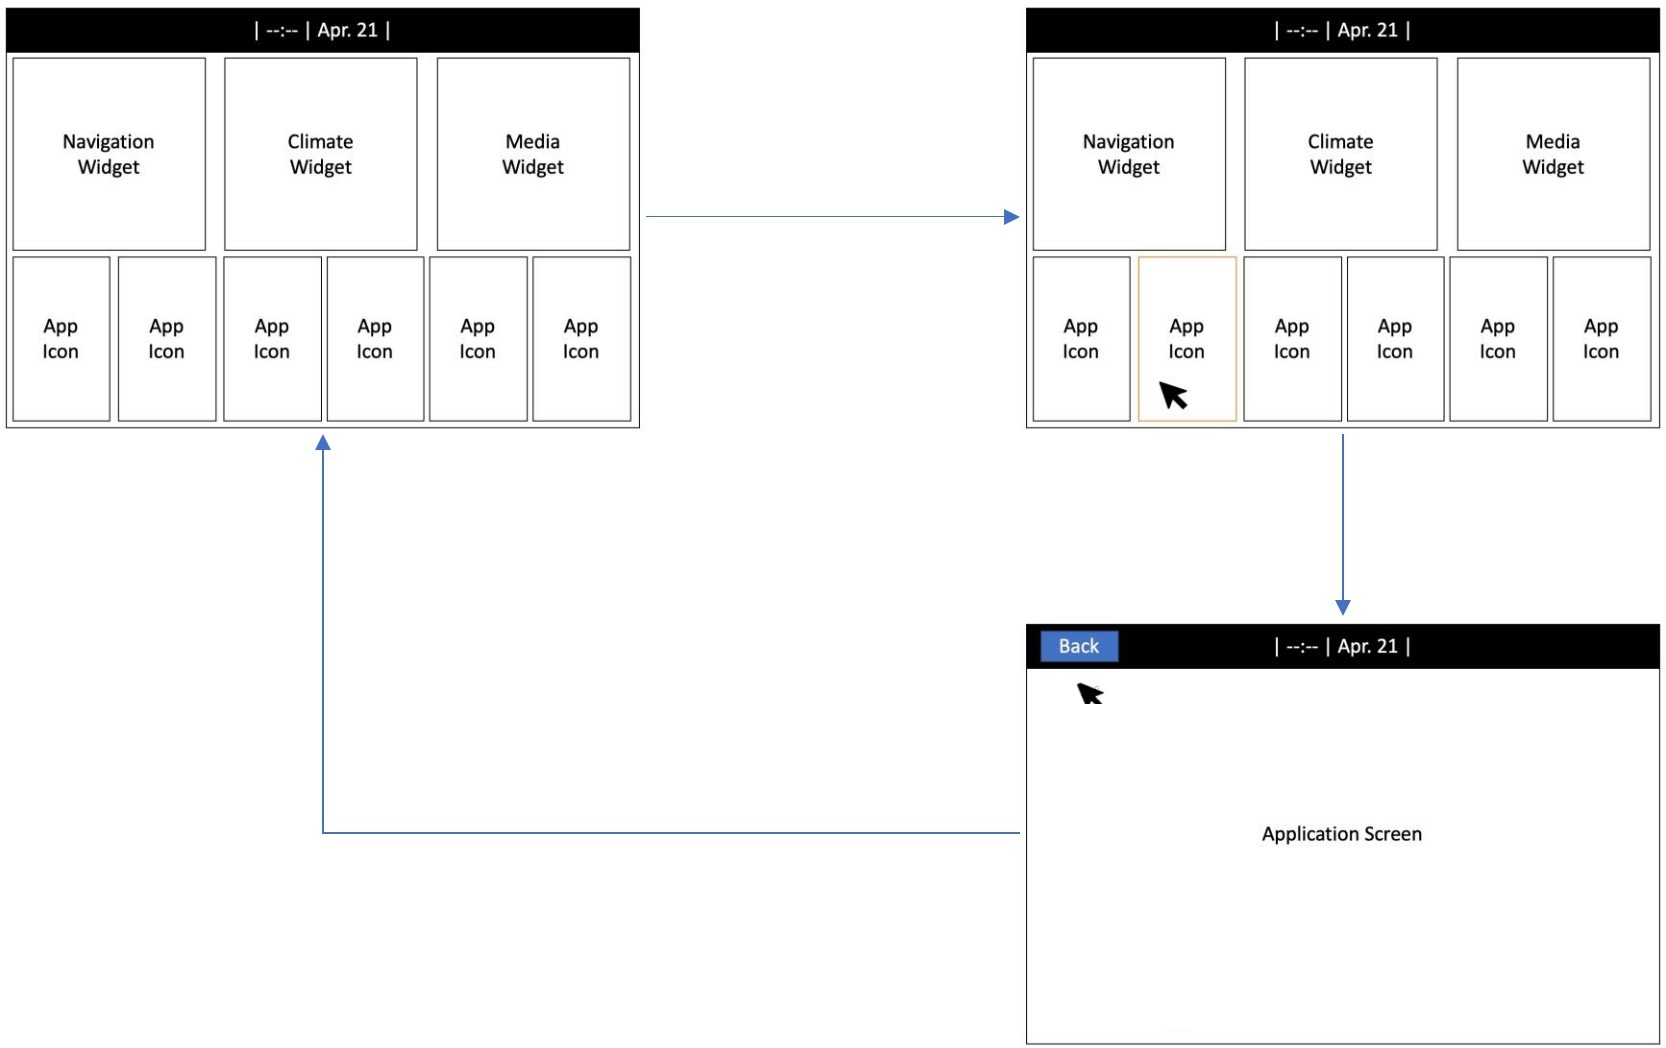 | --:-- | Apr. 21 |
Navigation
Widget
Climate
Widget
Media
Widget
App
Icon
App
Icon
App
Icon
App
Icon
App
Icon
App
Icon
| --:-- | Apr. 21 |
Navigation
Widget
Climate
Widget
Media
Widget
App
Icon
App
Icon
App
Icon
App
Icon
App
Icon
App
Icon
Back
| --:-- | Apr. 21 |
Application Screen